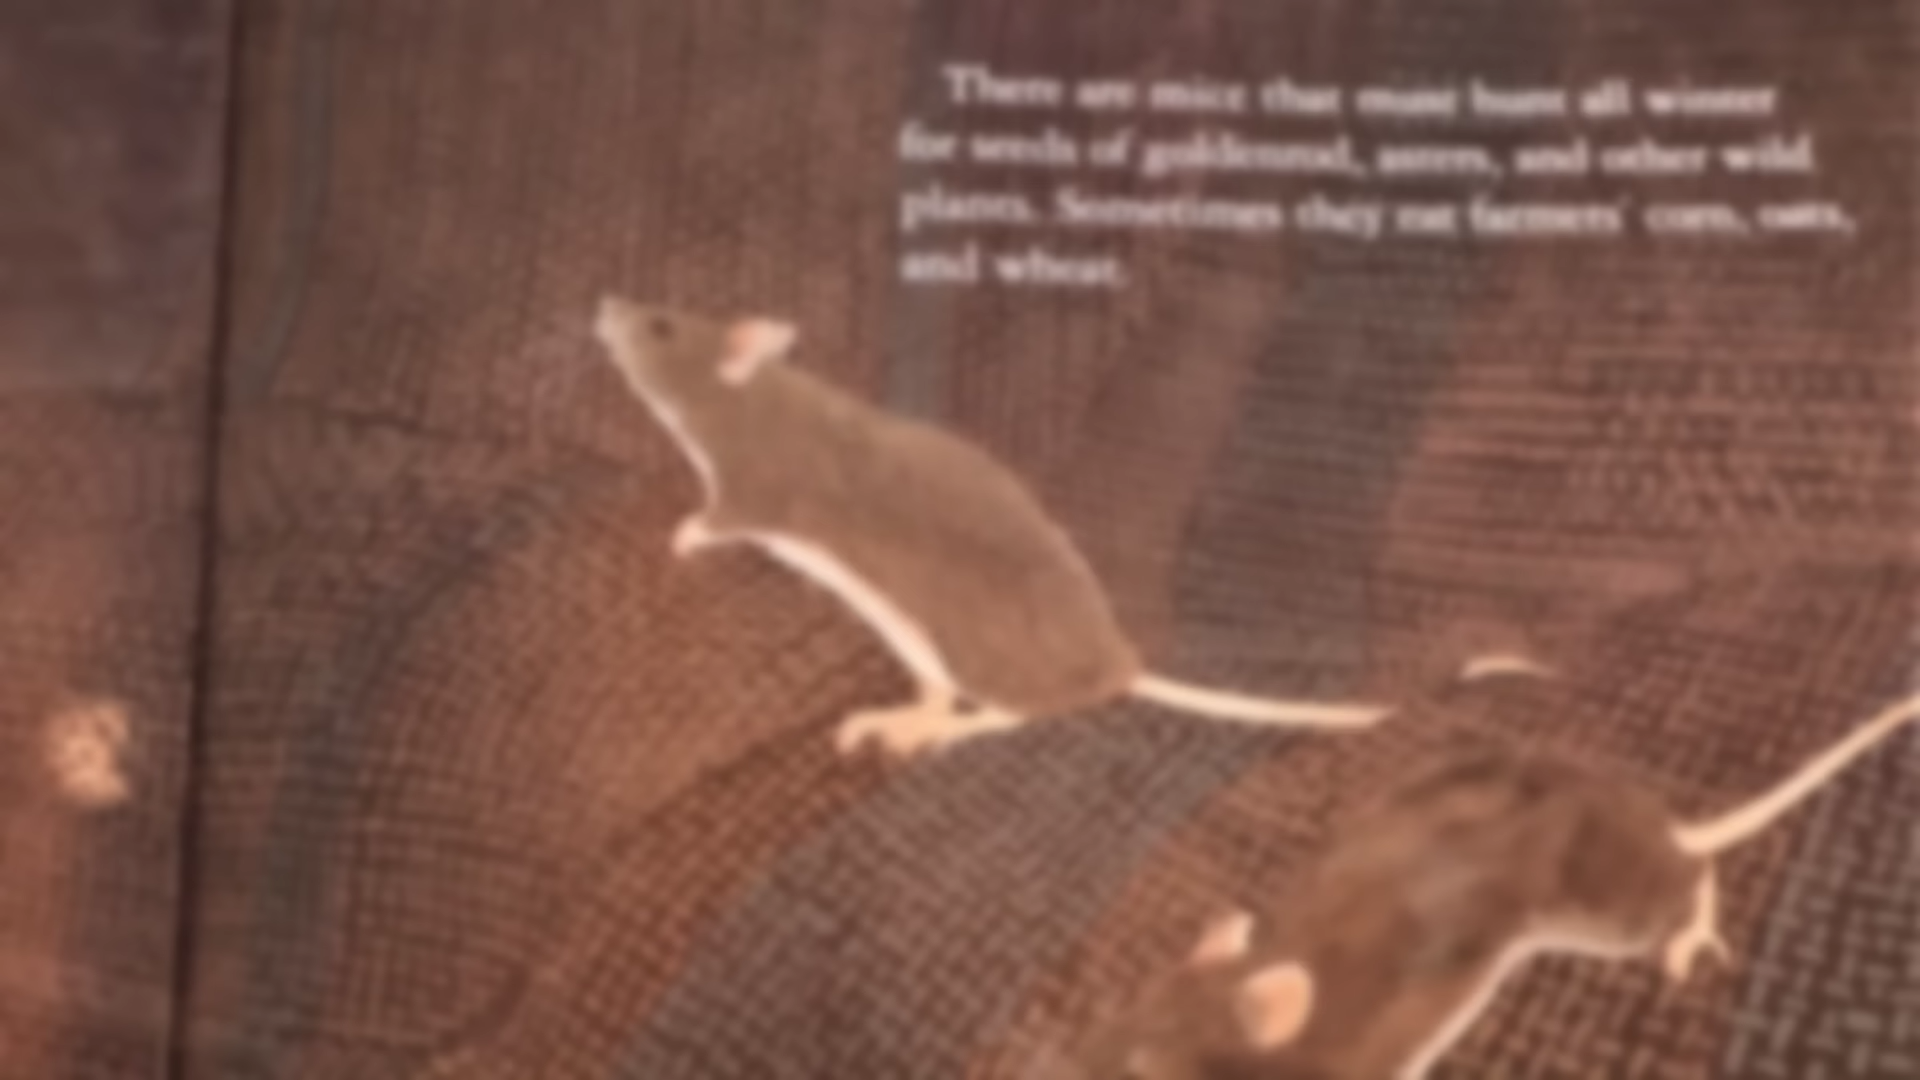 There are mice that must hunt all winter
for seeds of goldenrod, asters, and other wild
plants. Sometimes they eat farmers' corn, oats,
and wheat.